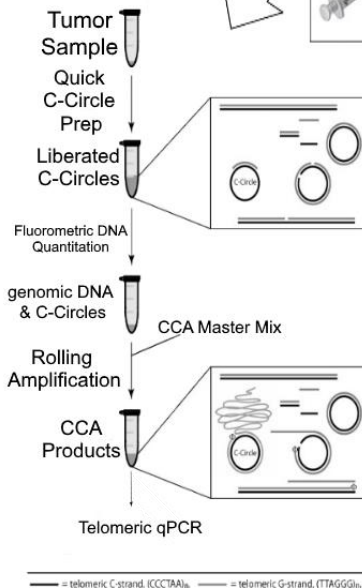 Tumor
Sample
Quick
C-Circle
Prep
Liberated
C-Circles
C-Circle
Fluorometric DNA
Quantitation
genomic DNA
& C-Circles
CCA Master Mix
Rolling
Amplification
CCA
Products
C-Circle
Telomeric qPCR
= telomeric C-strand, (CCCTAA)n, = telomeric G-strand, (TTAGGG)n,